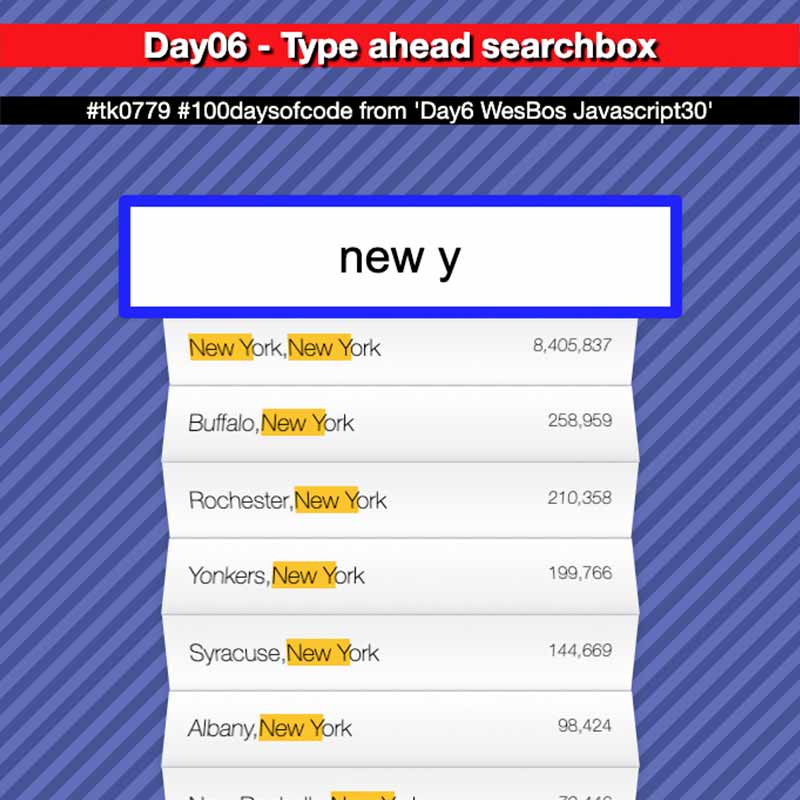 Day06 - Type ahead searchbox
#tk0779 #100daysofcode from 'Day6 WesBos Javascript30'
new y
New York,New York 8,405,837
Buffalo,New York 258,959
Rochester,New York 210,358
Yonkers,New York 199,766
Syracuse,New York 144,669
Albany,New York 98,424